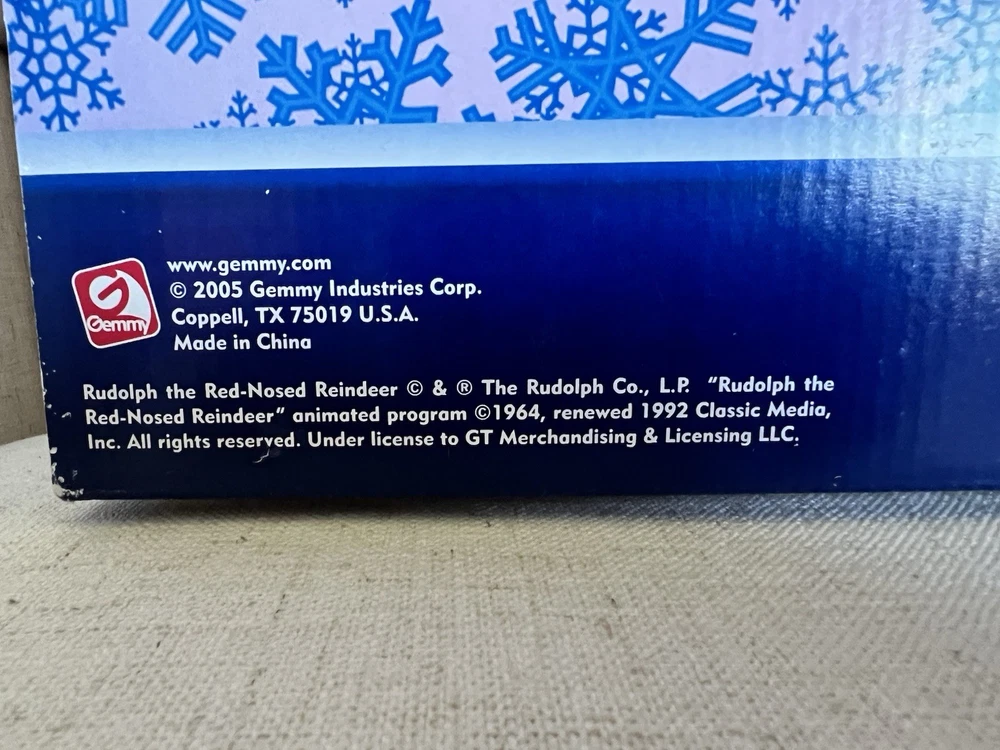 www.gemmy.com
© 2005 Gemmy Industries Corp.
Coppell, TX 75019 U.S.A.
Made in China
Gemmy
Rudolph the Red-Nosed Reindeer © & ® The Rudolph Co., L.P. "Rudolph the
Red-Nosed Reindeer" animated program ©1964, renewed 1992 Classic Media,
Inc. All rights reserved. Under license to GT Merchandising & Licensing LLC.